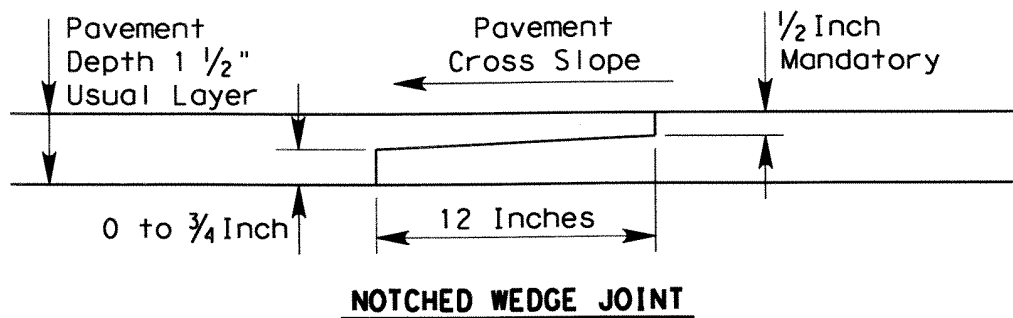 Pavement
Depth 1 ½"
Usual Layer
Pavement
Cross Slope
½ Inch
Mandatory
0 to ¾ Inch
12 Inches
NOTCHED WEDGE JOINT